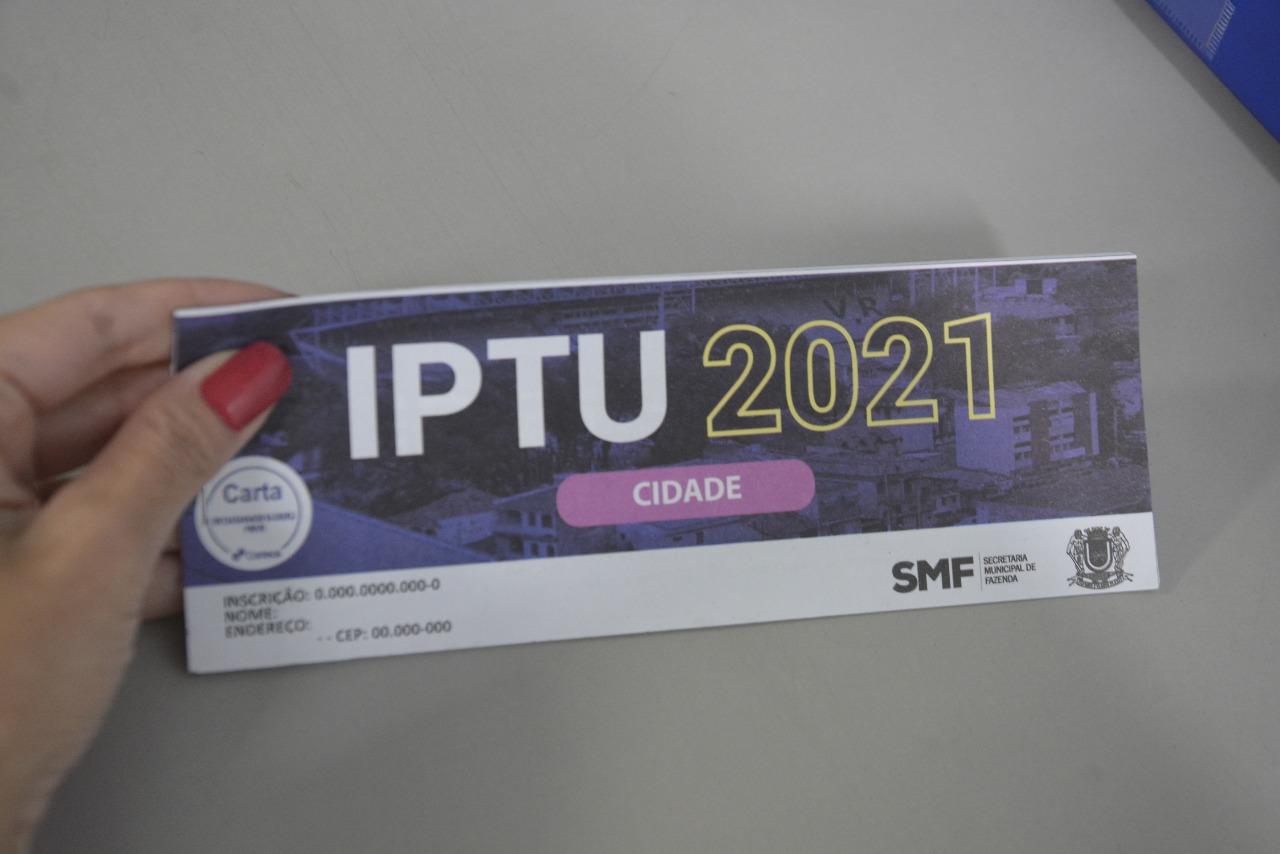 V.R
IPTU 2021
CIDADE
Carta
Correios
SMF
SECRETARIA
MUNICIPAL DE
FAZENDA
INSCRIÇÃO: 0.000.0000.000-0
NOME:
ENDEREÇO:
- - CEP: 00.000-000